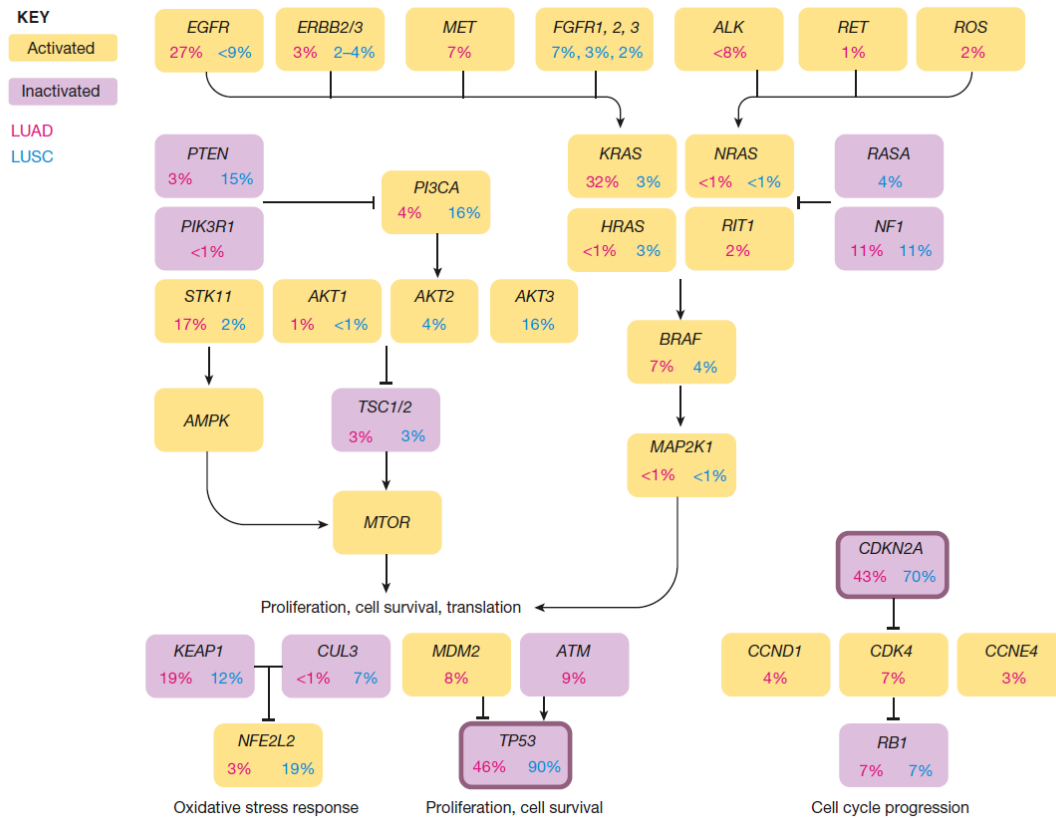 KEY
Activated
Inactivated
LUAD
LUSC
EGFR
27% <9%
ERBB2/3
3% 2–4%
MET
7%
FGFR1, 2, 3
7%, 3%, 2%
ALK
<8%
RET
1%
ROS
2%
PTEN
3% 15%
PIK3R1
<1%
PI3CA
4% 16%
KRAS
32% 3%
NRAS
<1% <1%
HRAS
<1% 3%
RIT1
2%
RASA
4%
NF1
11% 11%
STK11
17% 2%
AKT1
1% <1%
AKT2
4%
AKT3
16%
BRAF
7% 4%
AMPK
TSC1/2
3% 3%
MAP2K1
<1% <1%
MTOR
Proliferation, cell survival, translation
CDKN2A
43% 70%
KEAP1
19% 12%
CUL3
<1% 7%
MDM2
8%
ATM
9%
CCND1
4%
CDK4
7%
CCNE4
3%
NFE2L2
3% 19%
TP53
46% 90%
RB1
7% 7%
Oxidative stress response
Proliferation, cell survival
Cell cycle progression